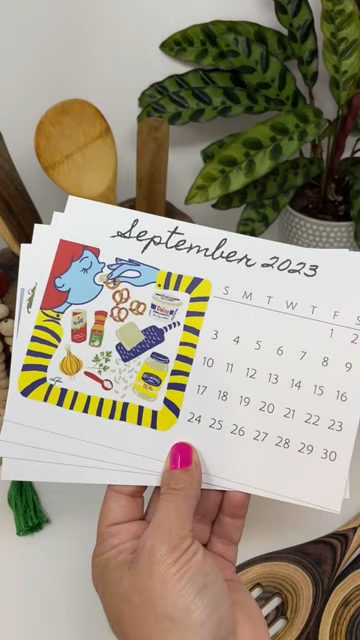 September 2023
S M T W T F S
1 2
3 4 5 6 7 8 9
10 11 12 13 14 15 16
17 18 19 20 21 22 23
24 25 26 27 28 29 30